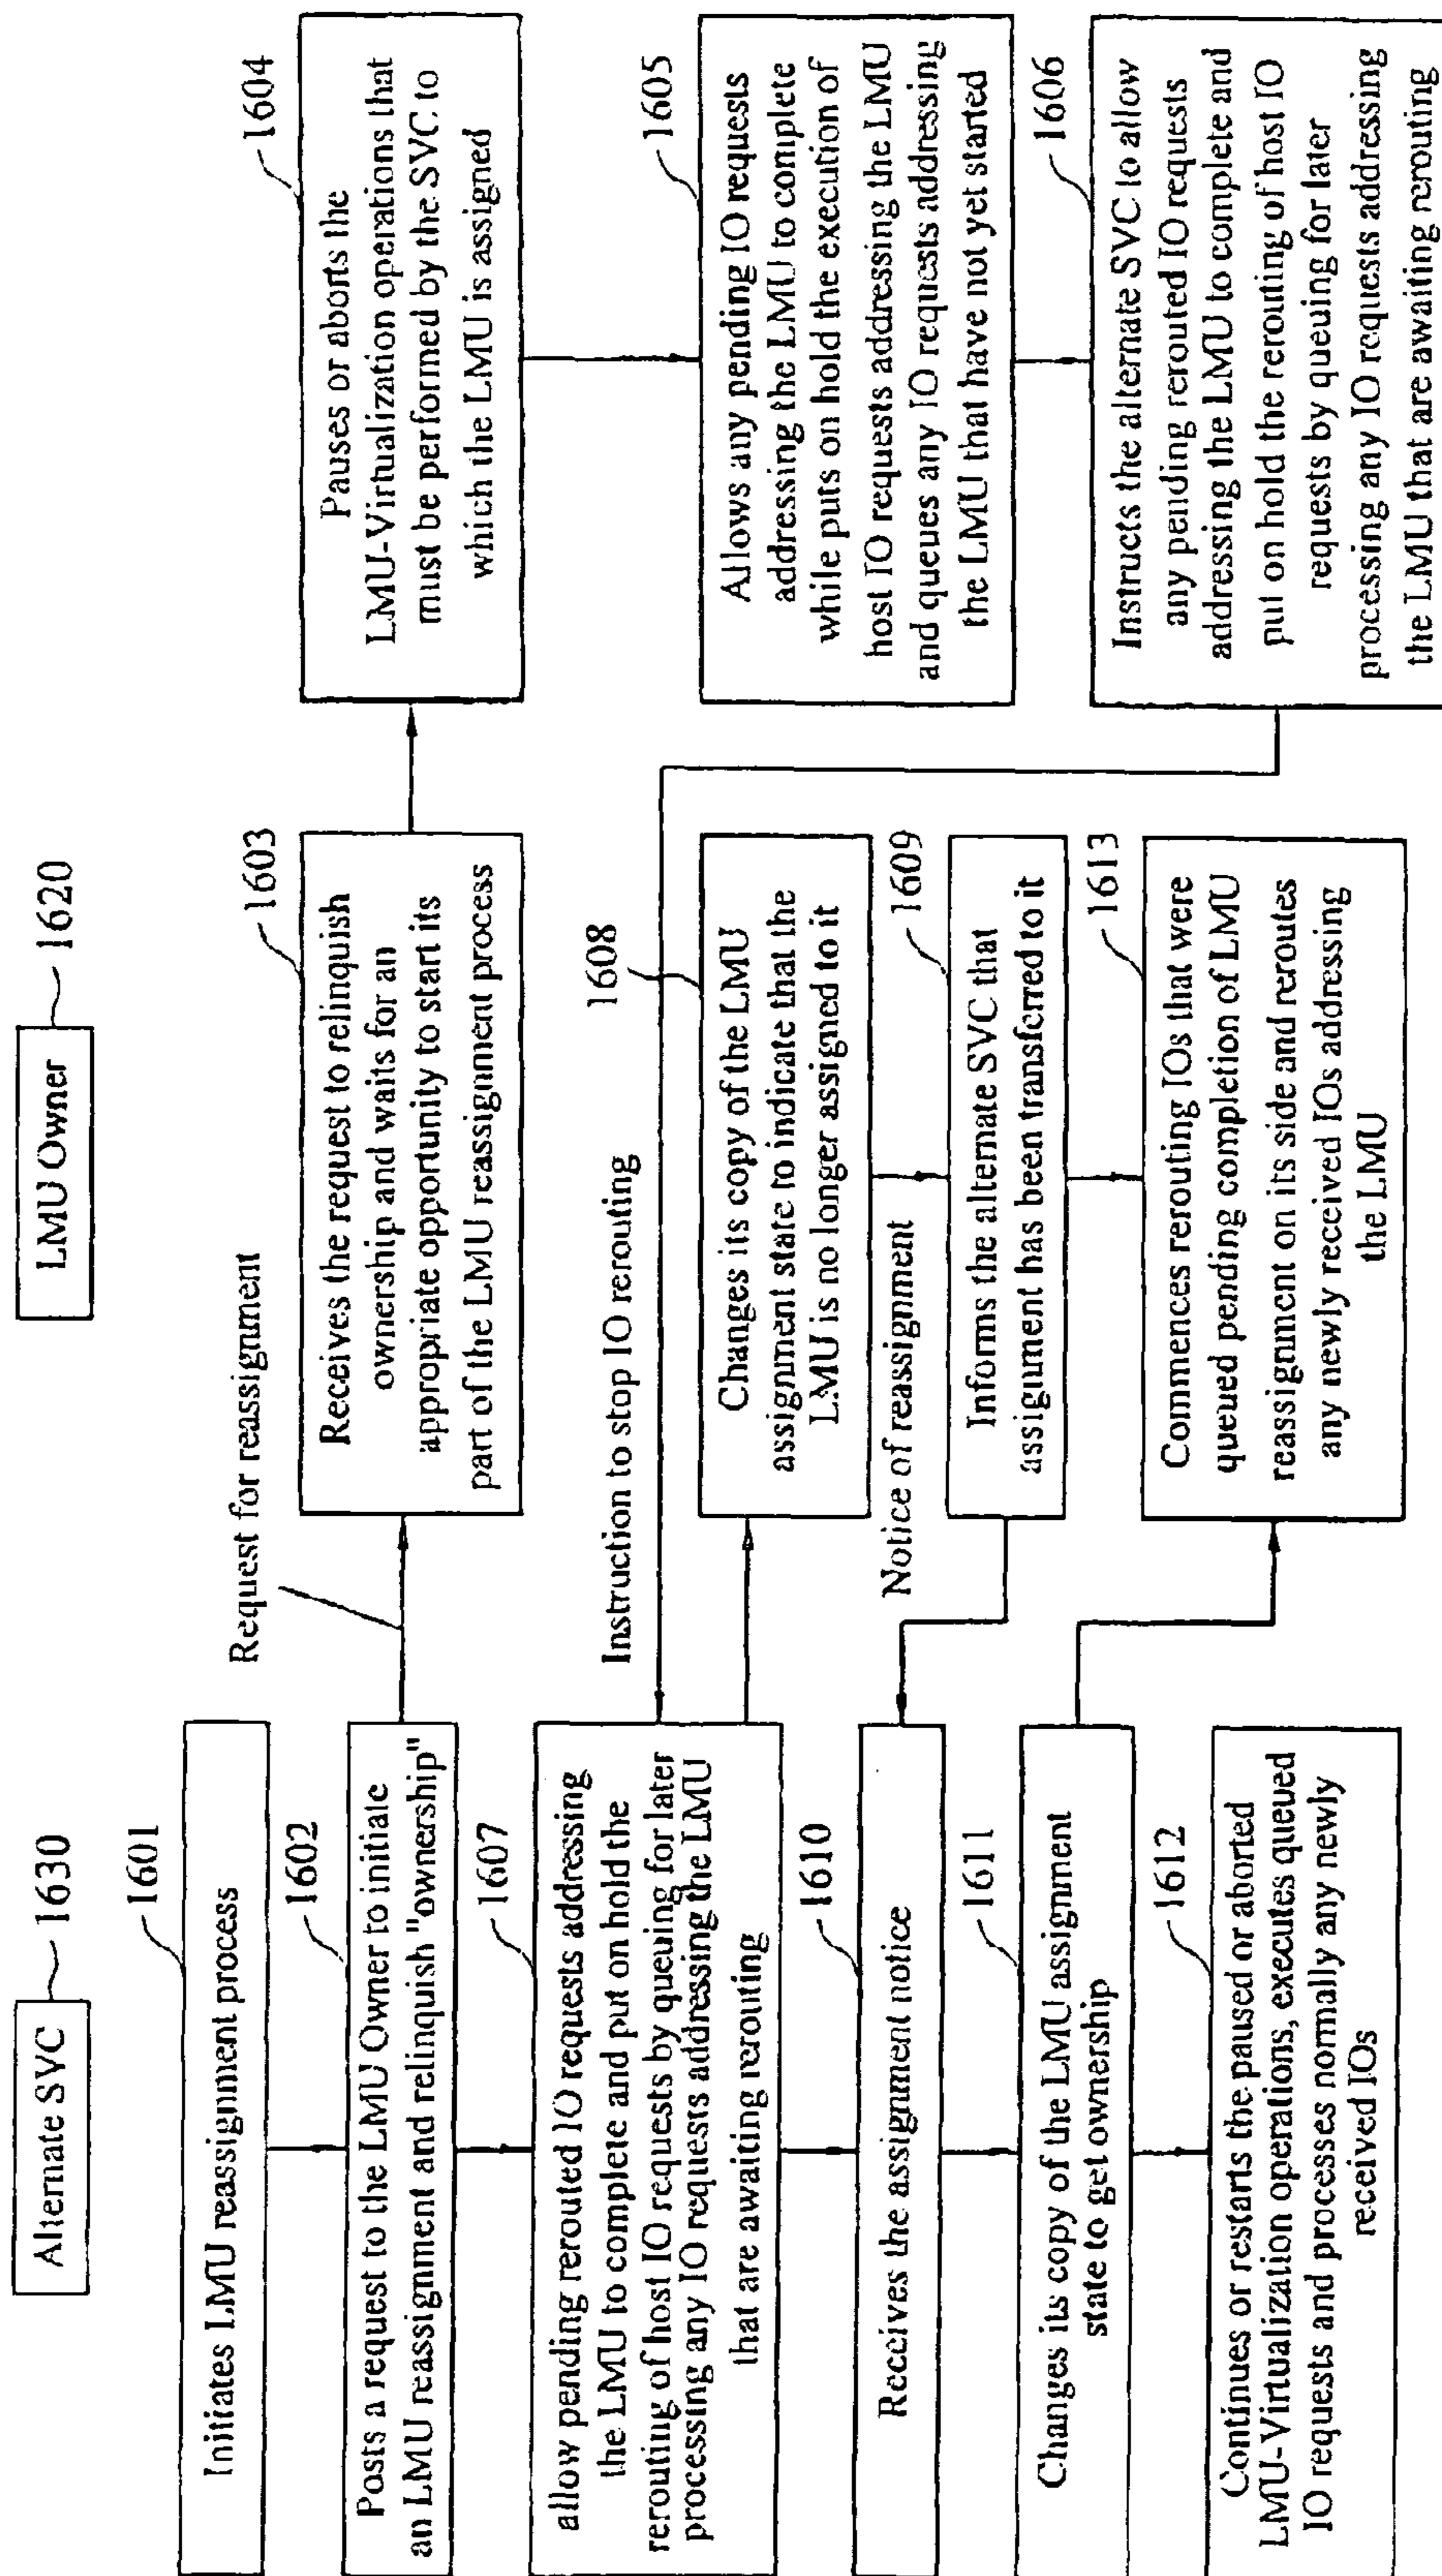 Alternate SVC
1630
LMU Owner
1620
1601
Initiates LMU reassignment process
1602
Posts a request to the LMU Owner to initiate
an LMU reassignment and relinquish "ownership"
Request for reassignment
1603
Receives the request to relinquish
ownership and waits for an
appropriate opportunity to start its
part of the LMU reassignment process
1604
Pauses or aborts the
LMU-Virtualization operations that
must be performed by the SVC to
which the LMU is assigned
1605
Allows any pending IO requests
addressing the LMU to complete
while puts on hold the execution of
host IO requests addressing the LMU
and queues any IO requests addressing
the LMU that have not yet started
1606
Instructs the alternate SVC to allow
any pending rerouted IO requests
addressing the LMU to complete and
put on hold the rerouting of host IO
requests by queuing for later
processing any IO requests addressing
the LMU that are awaiting rerouting
Instruction to stop IO rerouting
1607
allow pending rerouted IO requests addressing
the LMU to complete and put on hold the
rerouting of host IO requests by queuing for later
processing any IO requests addressing the LMU
that are awaiting rerouting
1608
Changes its copy of the LMU
assignment state to indicate that the
LMU is no longer assigned to it
Notice of reassignment
1609
Informs the alternate SVC that
assignment has been transferred to it
1610
Receives the assignment notice
1611
Changes its copy of the LMU assignment
state to get ownership
1612
Continues or restarts the paused or aborted
LMU-Virtualization operations, executes queued
IO requests and processes normally any newly
received IOs
1613
Commences rerouting IOs that were
queued pending completion of LMU
reassignment on its side and reroutes
any newly received IOs addressing
the LMU